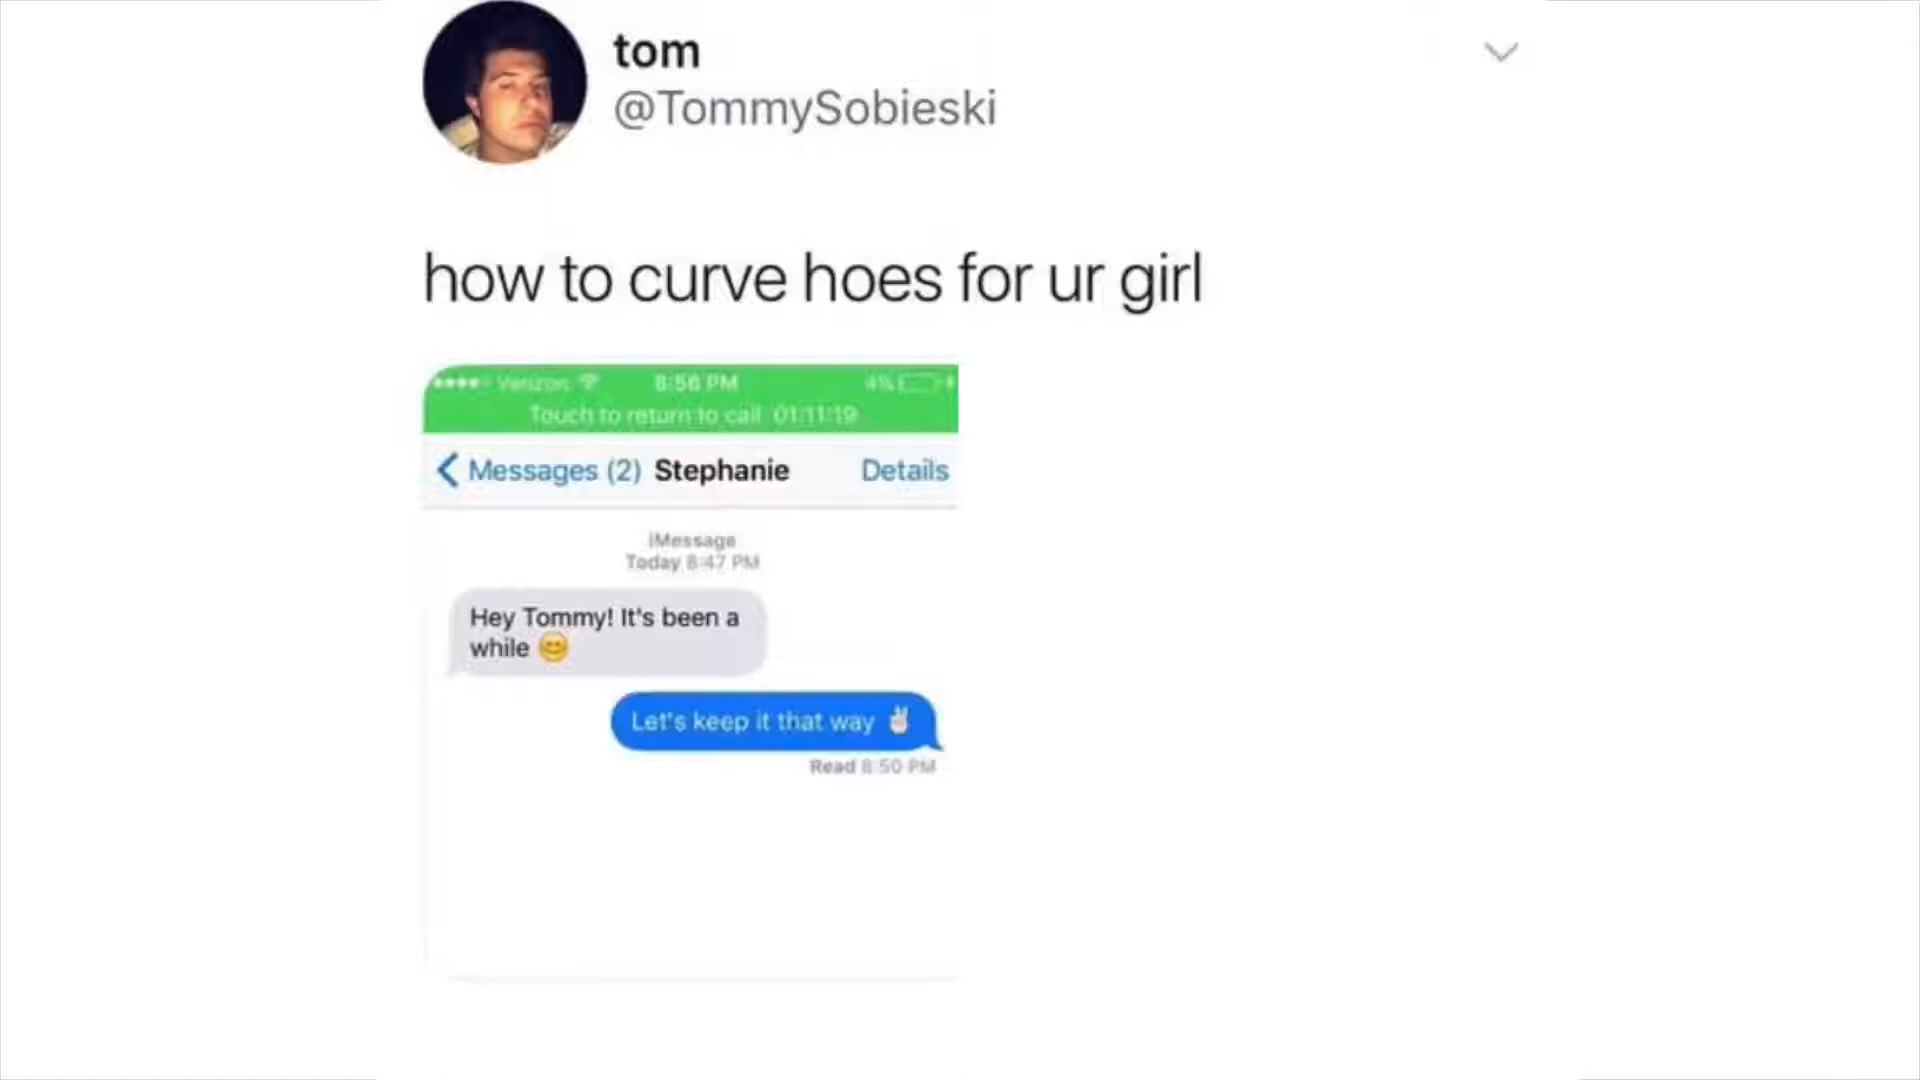 tom
@TommySobieski
how to curve hoes for ur girl
Verizon 8:56 PM 4%
Touch to return to call 01:11:19
Messages (2) Stephanie Details
iMessage
Today 8:47 PM
Hey Tommy! It's been a
while 😊
Let's keep it that way ✌🏻
Read 8:50 PM